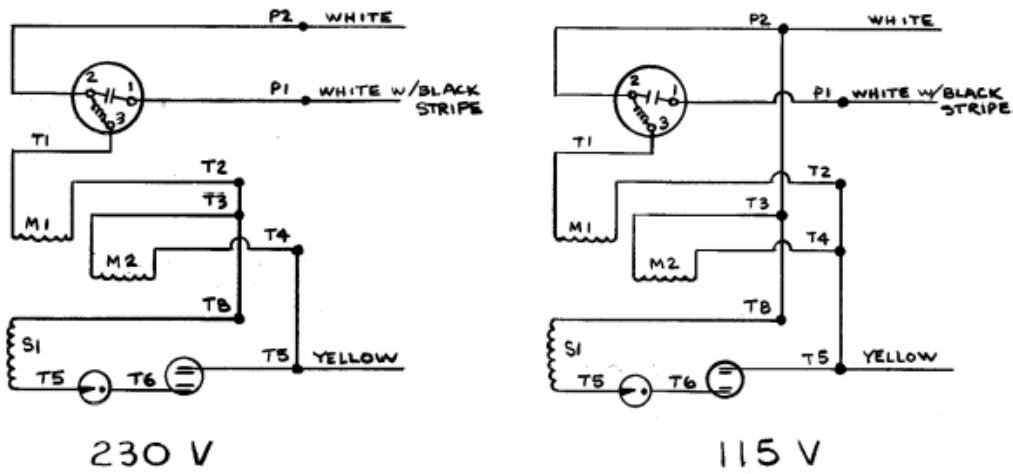 P2 WHITE
2 1
P1 WHITE W/BLACK
STRIPE
3
T1
T2
T3
M1
T4
M2
T8
S1
T5 YELLOW
T5 T6
230 V
P2 WHITE
2 1
P1 WHITE W/BLACK
STRIPE
3
T1
T2
T3
M1
T4
M2
T8
S1
T5 YELLOW
T5 T6
115 V